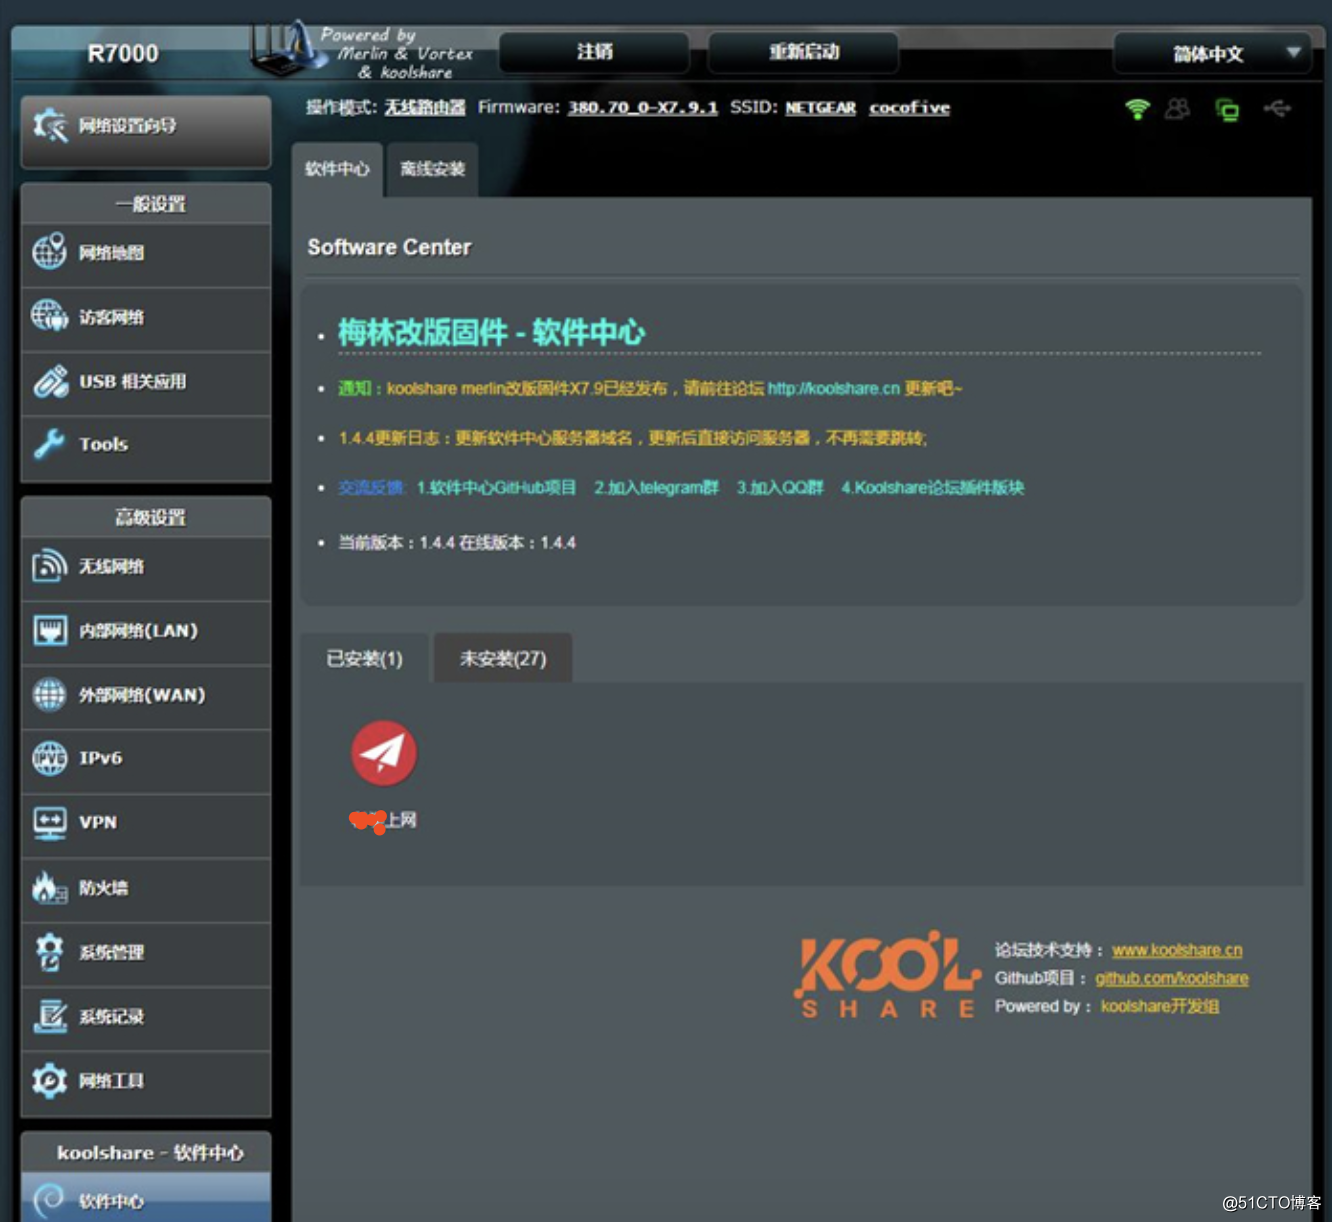 R7000
Powered by
Merlin & Vortex
& koolshare
注销
重新启动
简体中文
操作模式: 无线路由器 Firmware: 380.70_0-X7.9.1 SSID: NETGEAR cocofive
网络设置向导
一般设置
网络地图
访客网络
USB 相关应用
Tools
高级设置
无线网络
内部网络(LAN)
外部网络(WAN)
IPv6
VPN
防火墙
系统管理
系统记录
网络工具
koolshare - 软件中心
软件中心
软件中心
离线安装
Software Center
梅林改版固件 - 软件中心
通知：koolshare merlin改版固件X7.9已经发布，请前往论坛 http://koolshare.cn 更新吧~
1.4.4更新日志：更新软件中心服务器域名，更新后直接访问服务器，不再需要跳转;
交流反馈: 1.软件中心GitHub项目 2.加入telegram群 3.加入QQ群 4.Koolshare论坛插件版块
当前版本：1.4.4 在线版本：1.4.4
已安装(1)
未安装(27)
上网
KOOL
SHARE
论坛技术支持： www.koolshare.cn
Github项目： github.com/koolshare
Powered by： koolshare开发组
@51CTO博客